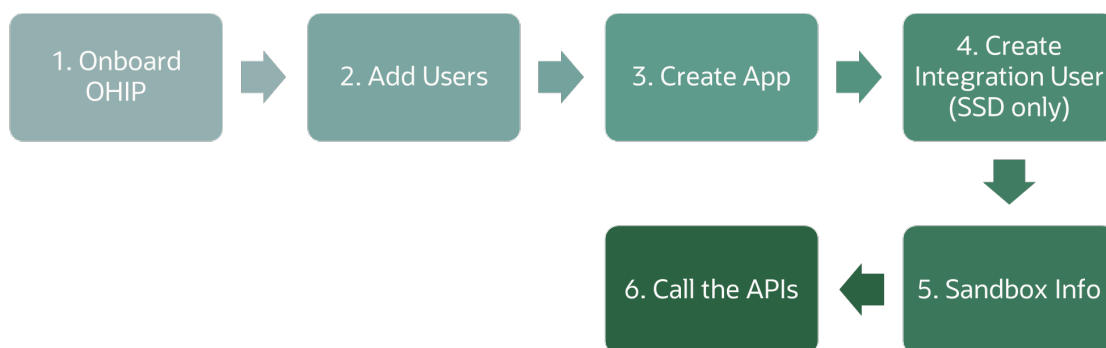 1. Onboard
OHIP
2. Add Users
3. Create App
4. Create
Integration User
(SSD only)
5. Sandbox Info
6. Call the APIs